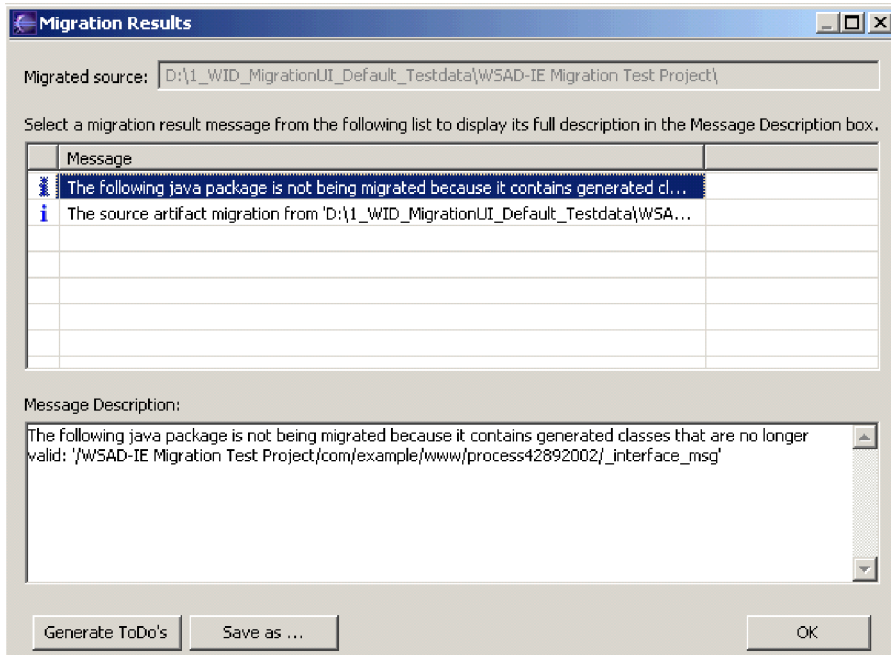 Migration Results
Migrated source: D:\1_WID_MigrationUI_Default_Testdata\WSAD-IE Migration Test Project\
Select a migration result message from the following list to display its full description in the Message Description box.
Message
The following java package is not being migrated because it contains generated cl...
i The source artifact migration from 'D:\1_WID_MigrationUI_Default_Testdata\WSA...
Message Description:
The following java package is not being migrated because it contains generated classes that are no longer
valid: '/WSAD-IE Migration Test Project/com/example/www/process42892002/_interface_msg'
Generate ToDo's Save as ... OK